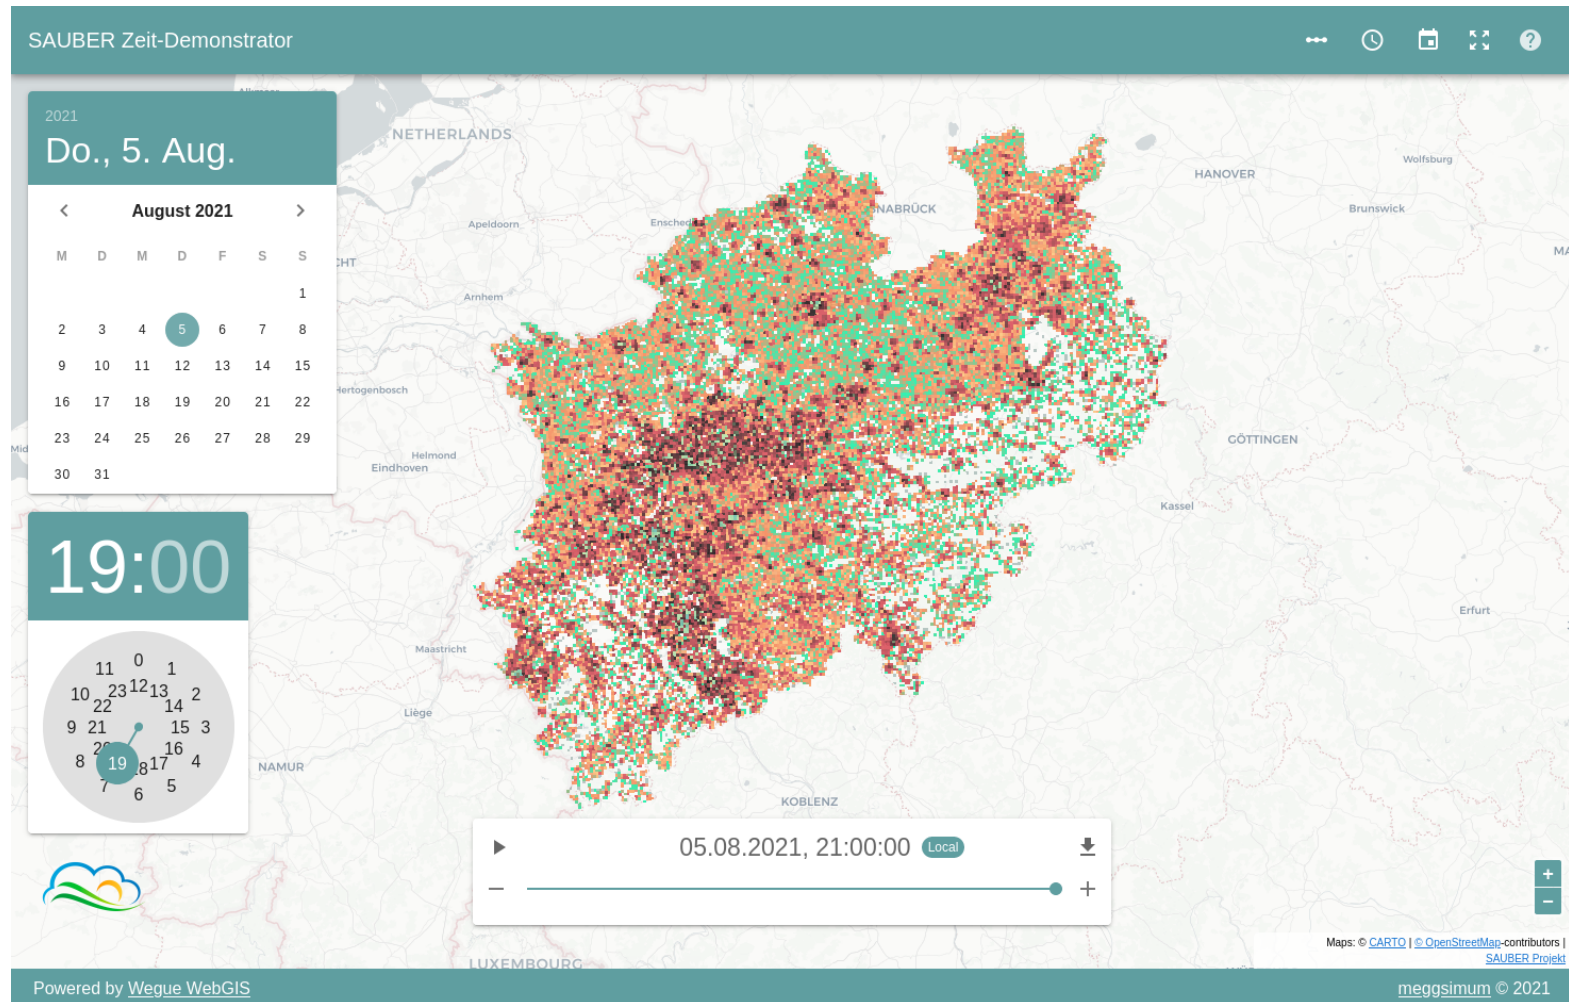 SAUBER Zeit-Demonstrator
2021
Do., 5. Aug.
August 2021
M D M D F S S
1
2 3 4 5 6 7 8
9 10 11 12 13 14 15
16 17 18 19 20 21 22
23 24 25 26 27 28 29
30 31
19:00
0
11 1
12
10 23 13 2
22 14
9 21 15 3
16
8 19 17 4
7 5
6
NETHERLANDS
HANOVER
Wolfsburg
Brunswick
Apeldoorn
Arnhem
Helmond
Eindhoven
GÖTTINGEN
Kassel
Erfurt
Maastricht
Liège
NAMUR
KOBLENZ
05.08.2021, 21:00:00 Local
+
−
LUXEMBOURG
Maps: © CARTO | © OpenStreetMap-contributors |
SAUBER Projekt
Powered by Wegue WebGIS
meggsimum © 2021